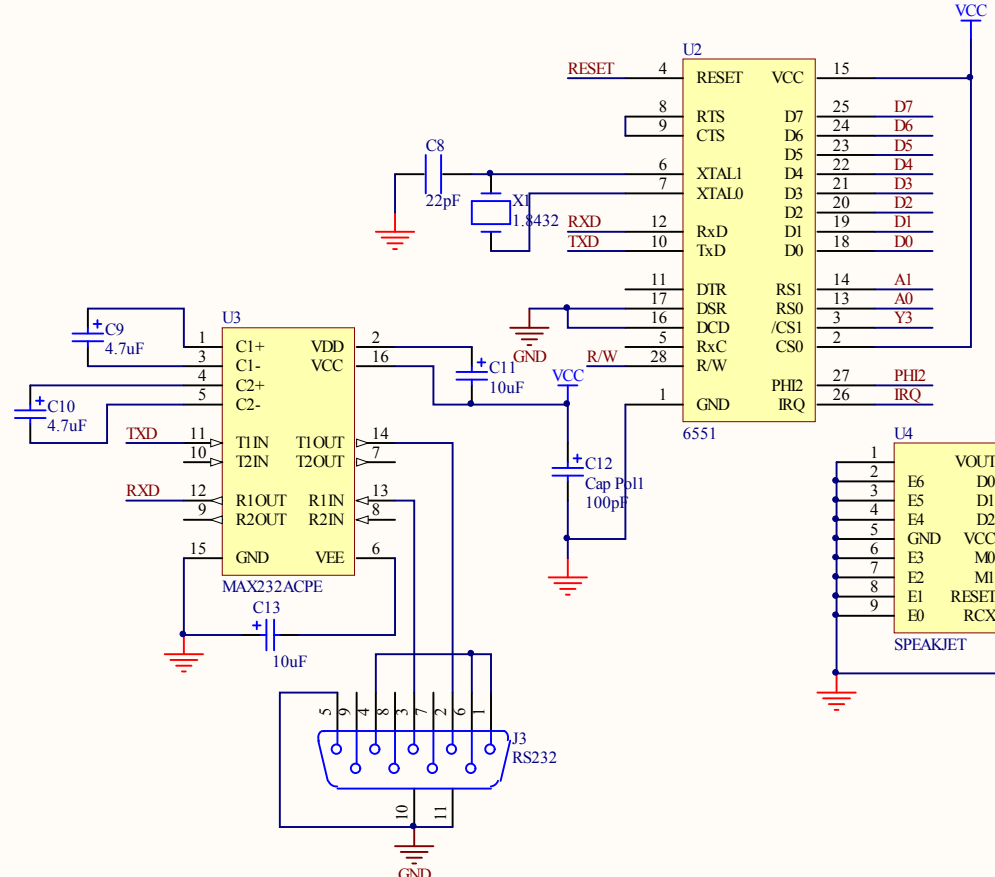 VCC
U2
RESET 4 RESET VCC 15
8 RTS D7 25 D7
9 CTS D6 24 D6
D5 23 D5
C8 6 XTAL1 D4 22 D4
22pF 7 XTAL0 D3 21 D3
X1
1.8432
D2 20 D2
RXD 12 RxD D1 19 D1
TXD 10 TxD D0 18 D0
11 DTR RS1 14 A1
17 DSR RS0 13 A0
16 DCD /CS1 3 Y3
5 RxC CS0 2
GND
R/W 28 R/W
PHI2 27 PHI2
1 GND IRQ 26 IRQ
6551
U3
C9
4.7uF
1 C1+ VDD 2
3 C1- VCC 16
4 C2+
5 C2-
C10
4.7uF
C11
10uF
VCC
TXD 11 T1IN T1OUT 14
10 T2IN T2OUT 7
RXD 12 R1OUT R1IN 13
9 R2OUT R2IN 8
15 GND VEE 6
MAX232ACPE
C12
Cap Pol1
100pF
C13
10uF
U4
1 VOUT
2 E6 D0
3 E5 D1
4 E4 D2
5 GND VCC
6 E3 M0
7 E2 M1
8 E1 RESET
9 E0 RCX
SPEAKJET
5 9 4 8 3 7 2 6 1
J3
RS232
10 11
GND